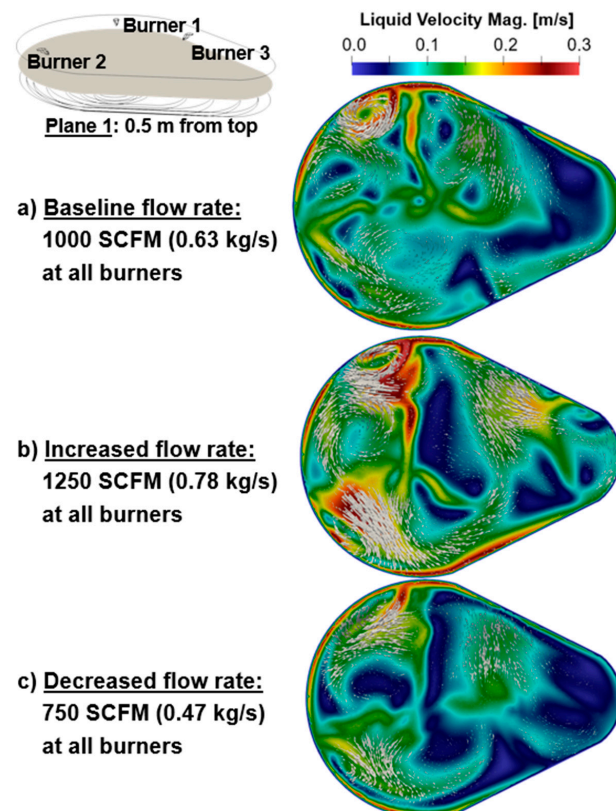 Burner 1
Burner 2
Burner 3
Plane 1: 0.5 m from top
Liquid Velocity Mag. [m/s]
0.0 0.1 0.2 0.3
a) Baseline flow rate:
1000 SCFM (0.63 kg/s)
at all burners
b) Increased flow rate:
1250 SCFM (0.78 kg/s)
at all burners
c) Decreased flow rate:
750 SCFM (0.47 kg/s)
at all burners